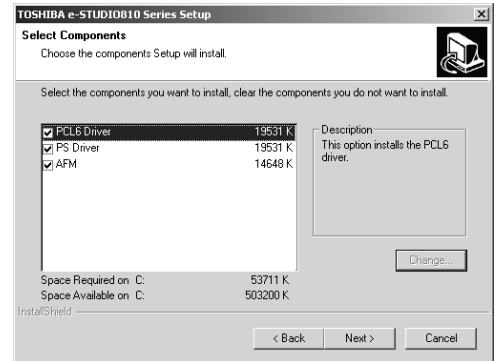 TOSHIBA e-STUDIO810 Series Setup
Select Components
Choose the components Setup will install.
Select the components you want to install, clear the components you do not want to install.
PCL6 Driver 19531 K
PS Driver 19531 K
AFM 14648 K
Description
This option installs the PCL6
driver.
Change...
Space Required on C: 53711 K
Space Available on C: 503200 K
InstallShield
< Back Next > Cancel